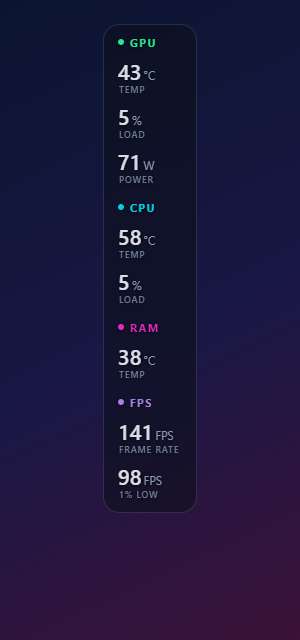 GPU
43 °C
TEMP
5 %
LOAD
71 W
POWER
CPU
58 °C
TEMP
5 %
LOAD
RAM
38 °C
TEMP
FPS
141 FPS
FRAME RATE
98 FPS
1% LOW